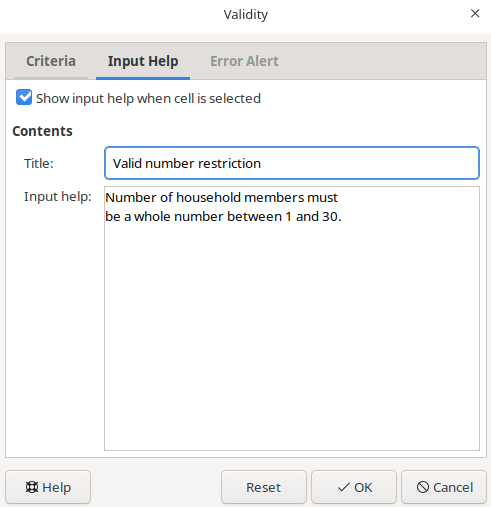 Validity
Criteria
Input Help
Error Alert
Show input help when cell is selected
Contents
Title:
Valid number restriction
Input help:
Number of household members must
be a whole number between 1 and 30.
Help
Reset
OK
Cancel